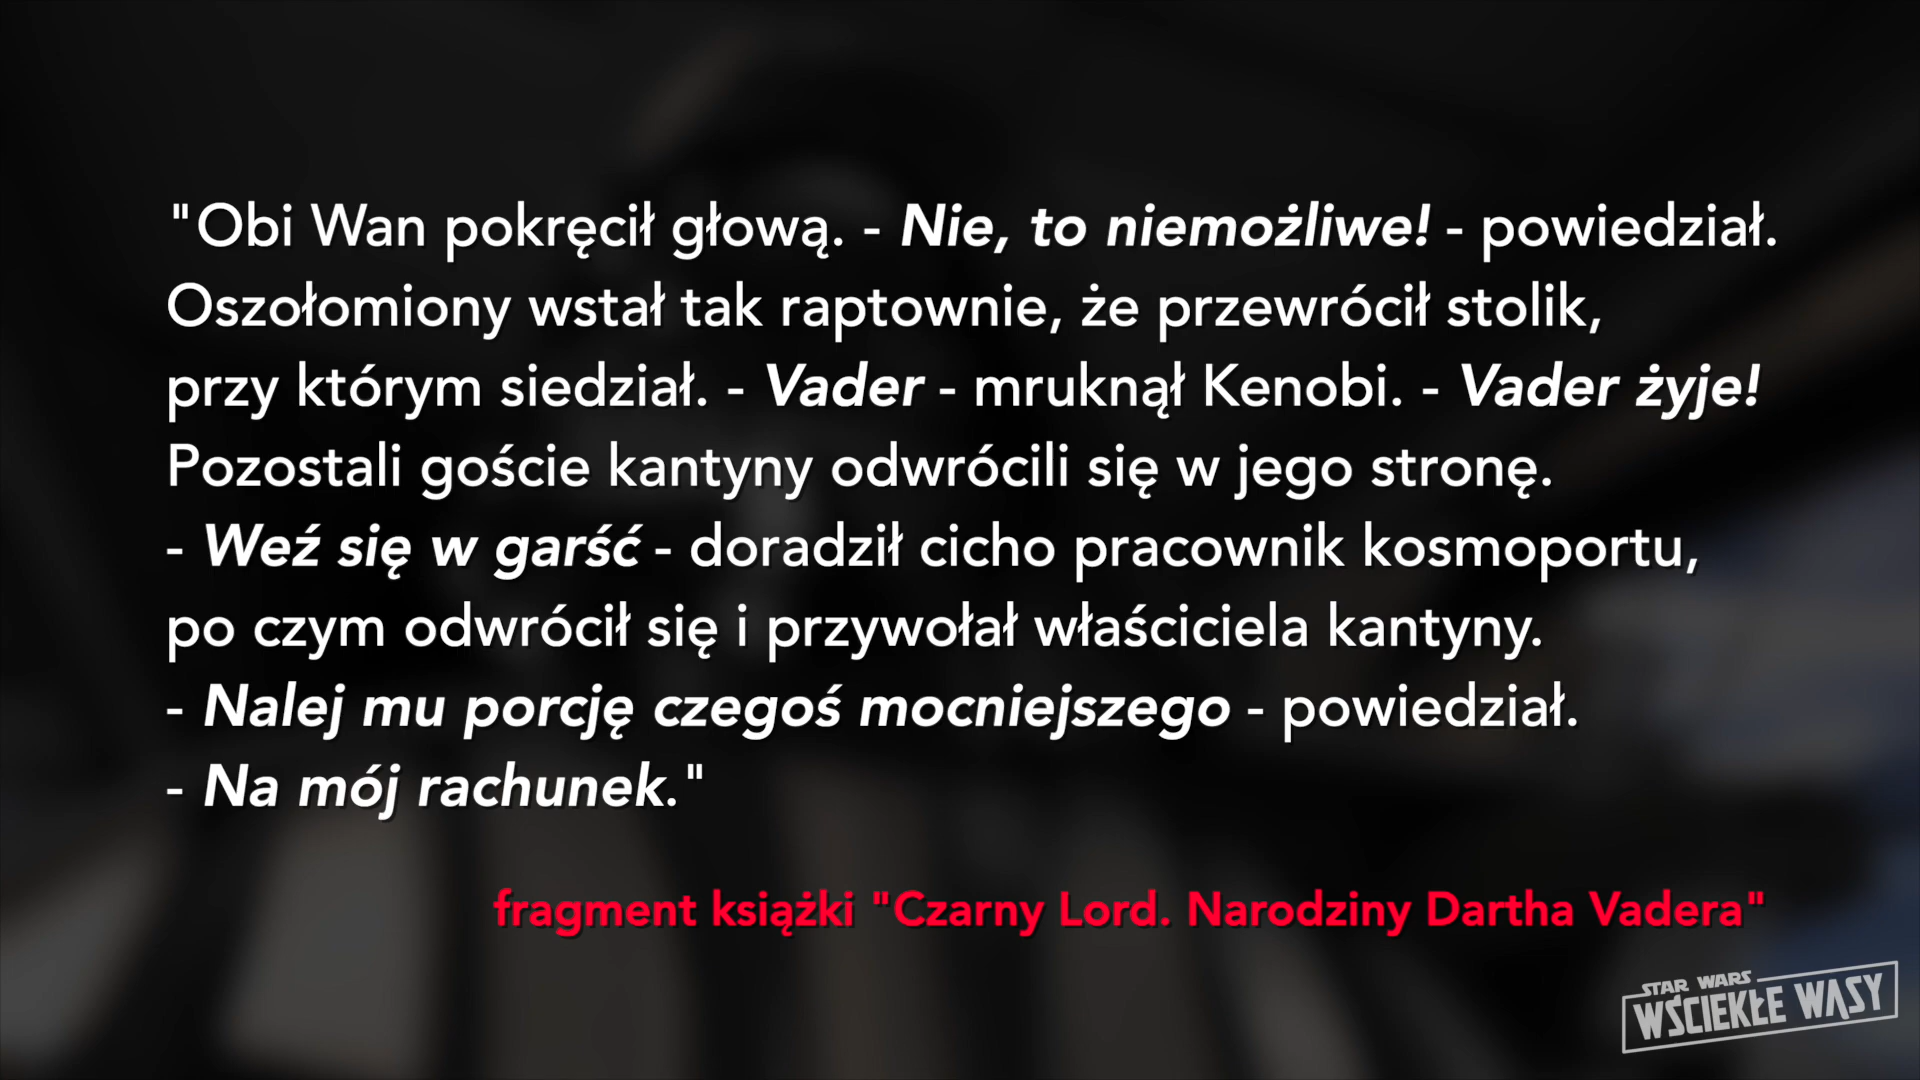 "Obi Wan pokręcił głową. - Nie, to niemożliwe! - powiedział.
Oszołomiony wstał tak raptownie, że przewrócił stolik,
przy którym siedział. - Vader - mruknął Kenobi. - Vader żyje!
Pozostali goście kantyny odwrócili się w jego stronę.
- Weź się w garść - doradził cicho pracownik kosmoportu,
po czym odwrócił się i przywołał właściciela kantyny.
- Nalej mu porcję czegoś mocniejszego - powiedział.
- Na mój rachunek."
fragment książki "Czarny Lord. Narodziny Dartha Vadera"
STAR WARS
WŚCIEKŁE WĄSY